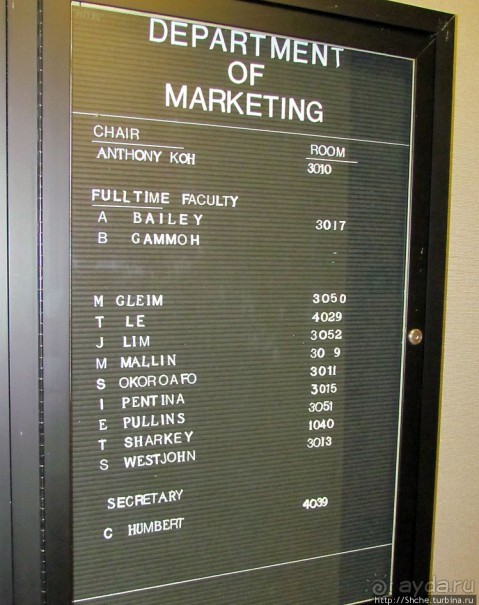 DEPARTMENT
OF
MARKETING
CHAIR ROOM
ANTHONY KOH 3010
FULLTIME FACULTY
A BAILEY 3017
B GAMMOH
M GLEIM 3050
T LE 4029
J LIM 3052
M MALLIN 30 9
S OKOROAFO 3011
I PENTINA 3015
E PULLINS 3051
T SHARKEY 1040
S WESTJOHN 3013
SECRETARY
C HUMBERT 4039
ayda.ru
http://Shche.turbina.ru